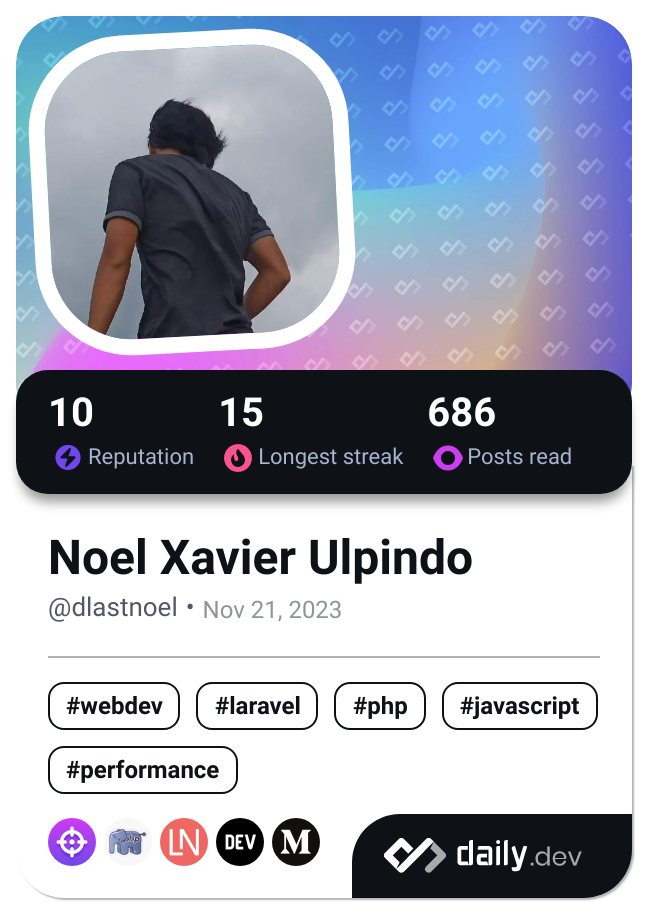 10 15 686
Reputation Longest streak Posts read
Noel Xavier Ulpindo
@dlastnoel • Nov 21, 2023
#webdev #laravel #php #javascript
#performance
php LN DEV M daily.dev